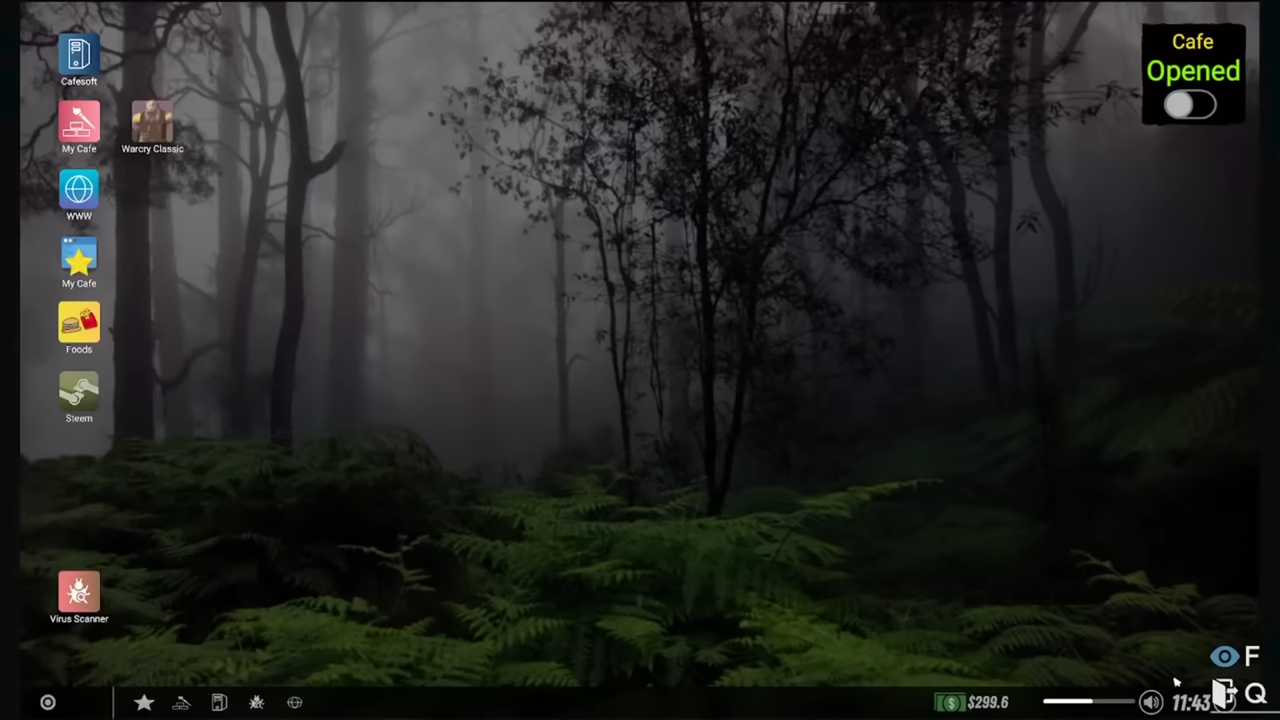 Cafesoft
My Cafe
Warcry Classic
WWW
My Cafe
Foods
Steem
Virus Scanner
Cafe
Opened
F
$299.6
11:43
Q